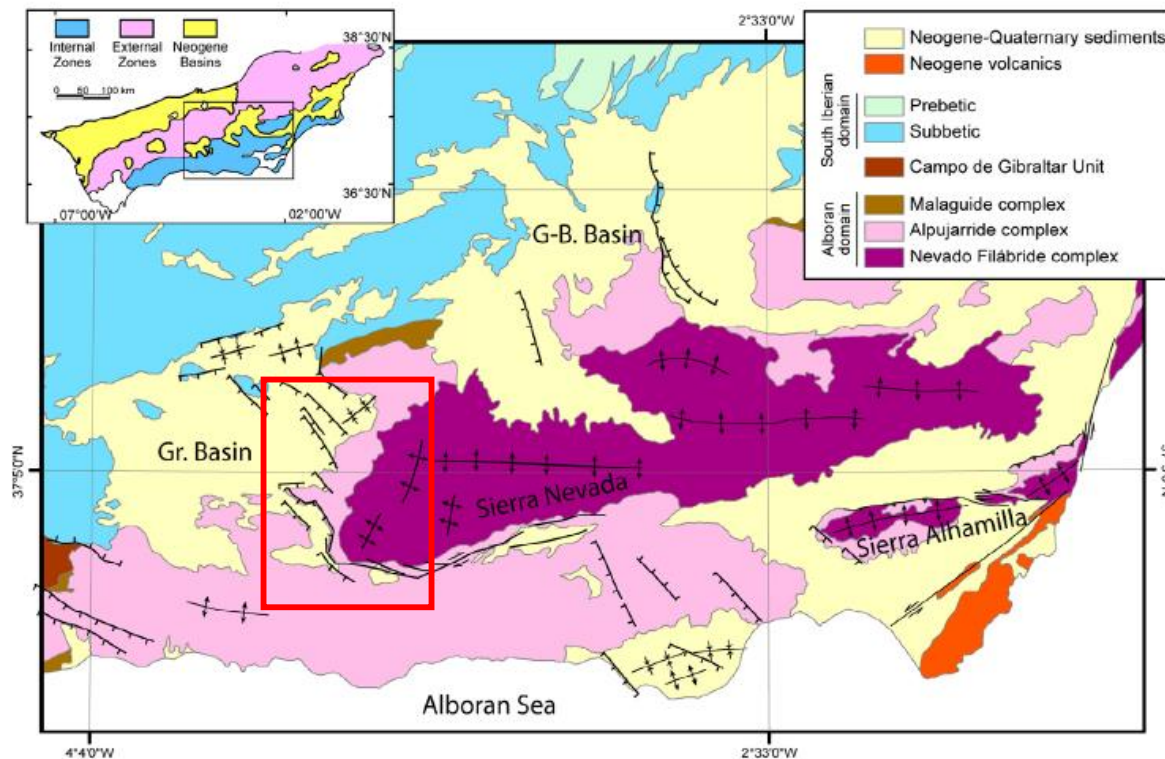 Internal
Zones
External
Zones
Neogene
Basins
0 50 100 km
38°30'N
36°30'N
07°00'W
02°00'W
2°33'0"W
Neogene-Quaternary sediments
Neogene volcanics
South Iberian
domain
Prebetic
Subbetic
Campo de Gibraltar Unit
Alboran
domain
Malaguide complex
Alpujarride complex
Nevado Filábride complex
G-B. Basin
Gr. Basin
37°5'0"N
Sierra Nevada
Sierra Alhamilla
Alboran Sea
4°4'0"W
2°33'0"W